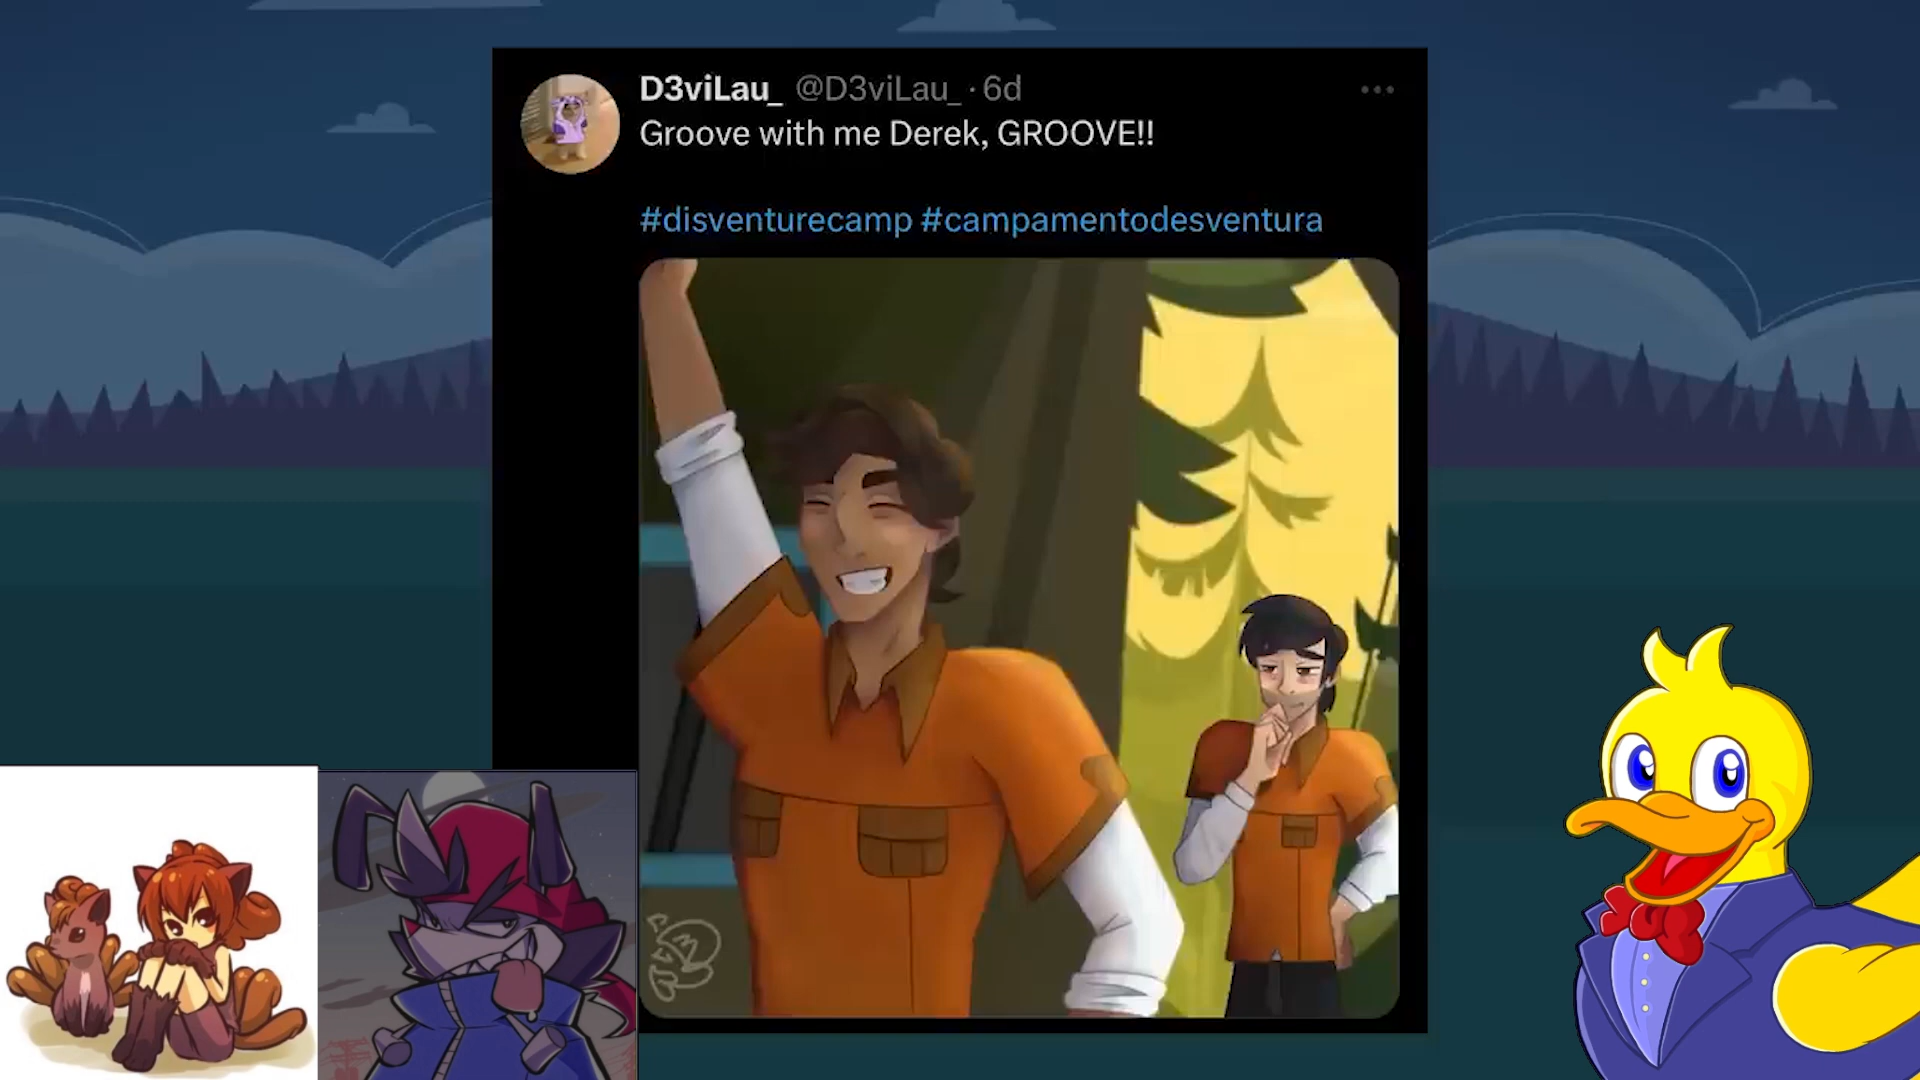 D3viLau_ @D3viLau_ · 6d
Groove with me Derek, GROOVE!!
#disventurecamp #campamentodesventura